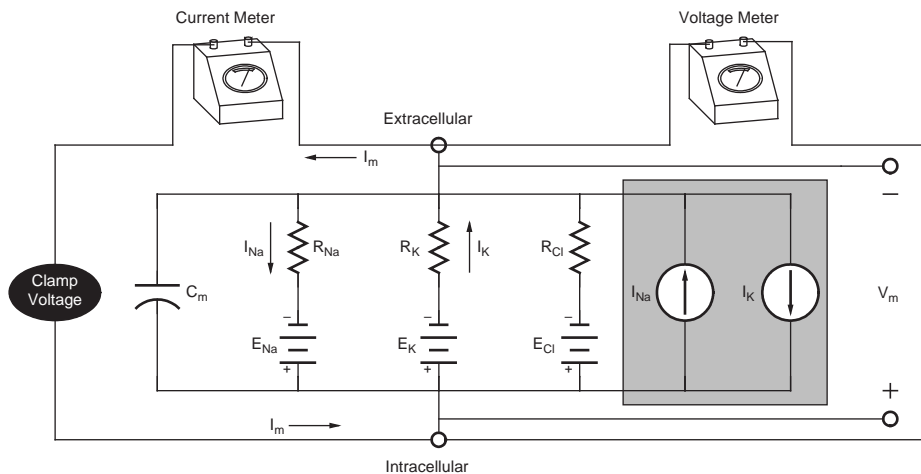 Current Meter
Voltage Meter
Extracellular
I_m
−
I_Na
R_Na
R_K
I_K
R_Cl
Clamp
Voltage
C_m
I_Na
I_K
V_m
−
−
−
E_Na
E_K
E_Cl
+
+
+
+
I_m
Intracellular